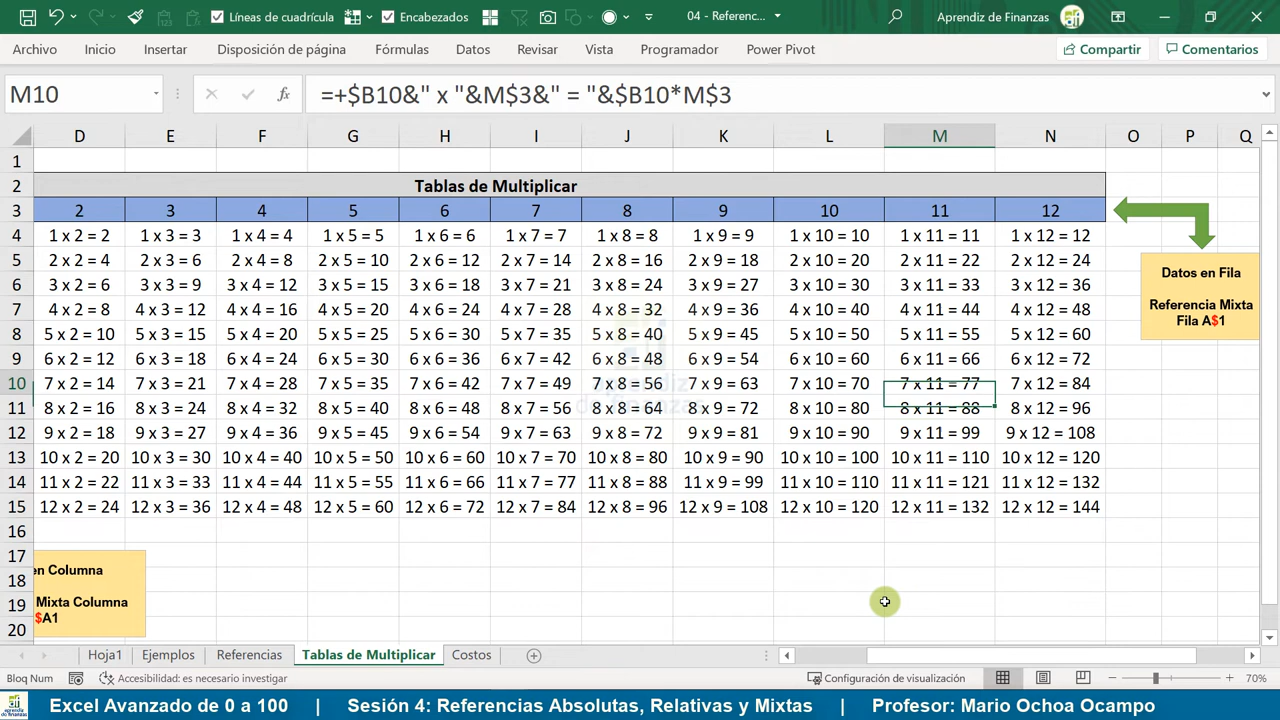 Líneas de cuadrícula Encabezados 04 - Referenc... Aprendiz de Finanzas
Archivo Inicio Insertar Disposición de página Fórmulas Datos Revisar Vista Programador Power Pivot Compartir Comentarios
M10 fx =+$B10&" x "&M$3&" = "&$B10*M$3
D E F G H I J K L M N O P Q
1
2 Tablas de Multiplicar
3 2 3 4 5 6 7 8 9 10 11 12
4 1 x 2 = 2 1 x 3 = 3 1 x 4 = 4 1 x 5 = 5 1 x 6 = 6 1 x 7 = 7 1 x 8 = 8 1 x 9 = 9 1 x 10 = 10 1 x 11 = 11 1 x 12 = 12
5 2 x 2 = 4 2 x 3 = 6 2 x 4 = 8 2 x 5 = 10 2 x 6 = 12 2 x 7 = 14 2 x 8 = 16 2 x 9 = 18 2 x 10 = 20 2 x 11 = 22 2 x 12 = 24
6 3 x 2 = 6 3 x 3 = 9 3 x 4 = 12 3 x 5 = 15 3 x 6 = 18 3 x 7 = 21 3 x 8 = 24 3 x 9 = 27 3 x 10 = 30 3 x 11 = 33 3 x 12 = 36
7 4 x 2 = 8 4 x 3 = 12 4 x 4 = 16 4 x 5 = 20 4 x 6 = 24 4 x 7 = 28 4 x 8 = 32 4 x 9 = 36 4 x 10 = 40 4 x 11 = 44 4 x 12 = 48
8 5 x 2 = 10 5 x 3 = 15 5 x 4 = 20 5 x 5 = 25 5 x 6 = 30 5 x 7 = 35 5 x 8 = 40 5 x 9 = 45 5 x 10 = 50 5 x 11 = 55 5 x 12 = 60
9 6 x 2 = 12 6 x 3 = 18 6 x 4 = 24 6 x 5 = 30 6 x 6 = 36 6 x 7 = 42 6 x 8 = 48 6 x 9 = 54 6 x 10 = 60 6 x 11 = 66 6 x 12 = 72
10 7 x 2 = 14 7 x 3 = 21 7 x 4 = 28 7 x 5 = 35 7 x 6 = 42 7 x 7 = 49 7 x 8 = 56 7 x 9 = 63 7 x 10 = 70 7 x 11 = 77 7 x 12 = 84
11 8 x 2 = 16 8 x 3 = 24 8 x 4 = 32 8 x 5 = 40 8 x 6 = 48 8 x 7 = 56 8 x 8 = 64 8 x 9 = 72 8 x 10 = 80 8 x 11 = 88 8 x 12 = 96
12 9 x 2 = 18 9 x 3 = 27 9 x 4 = 36 9 x 5 = 45 9 x 6 = 54 9 x 7 = 63 9 x 8 = 72 9 x 9 = 81 9 x 10 = 90 9 x 11 = 99 9 x 12 = 108
13 10 x 2 = 20 10 x 3 = 30 10 x 4 = 40 10 x 5 = 50 10 x 6 = 60 10 x 7 = 70 10 x 8 = 80 10 x 9 = 90 10 x 10 = 100 10 x 11 = 110 10 x 12 = 120
14 11 x 2 = 22 11 x 3 = 33 11 x 4 = 44 11 x 5 = 55 11 x 6 = 66 11 x 7 = 77 11 x 8 = 88 11 x 9 = 99 11 x 10 = 110 11 x 11 = 121 11 x 12 = 132
15 12 x 2 = 24 12 x 3 = 36 12 x 4 = 48 12 x 5 = 60 12 x 6 = 72 12 x 7 = 84 12 x 8 = 96 12 x 9 = 108 12 x 10 = 120 12 x 11 = 132 12 x 12 = 144
Datos en Fila
Referencia Mixta
Fila A$1
aprendiz
de finanzas
16
17
18
19
20
en Columna
Mixta Columna
$A1
Hoja1 Ejemplos Referencias Tablas de Multiplicar Costos
Bloq Num Accesibilidad: es necesario investigar Configuración de visualización 70%
Excel Avanzado de 0 a 100 | Sesión 4: Referencias Absolutas, Relativas y Mixtas | Profesor: Mario Ochoa Ocampo